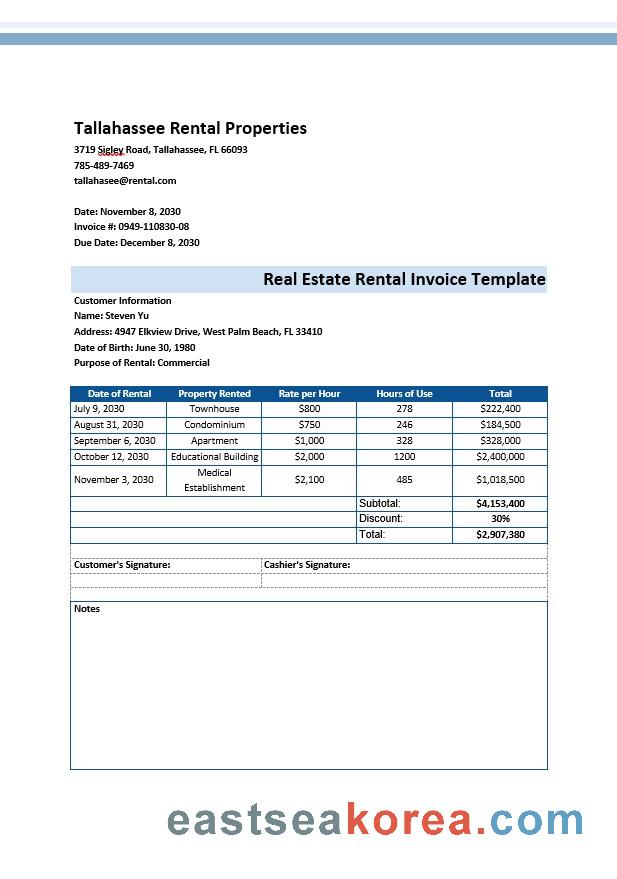 Tallahassee Rental Properties
3719 Sigley Road, Tallahassee, FL 66093
785-489-7469
tallahasee@rental.com
Date: November 8, 2030
Invoice #: 0949-110830-08
Due Date: December 8, 2030
Real Estate Rental Invoice Template
Customer Information
Name: Steven Yu
Address: 4947 Elkview Drive, West Palm Beach, FL 33410
Date of Birth: June 30, 1980
Purpose of Rental: Commercial
Date of Rental Property Rented Rate per Hour Hours of Use Total
July 9, 2030 Townhouse $800 278 $222,400
August 31, 2030 Condominium $750 246 $184,500
September 6, 2030 Apartment $1,000 328 $328,000
October 12, 2030 Educational Building $2,000 1200 $2,400,000
November 3, 2030 Medical Establishment $2,100 485 $1,018,500
Subtotal: $4,153,400
Discount: 30%
Total: $2,907,380
Customer's Signature: Cashier's Signature:
Notes
eastseakorea.com